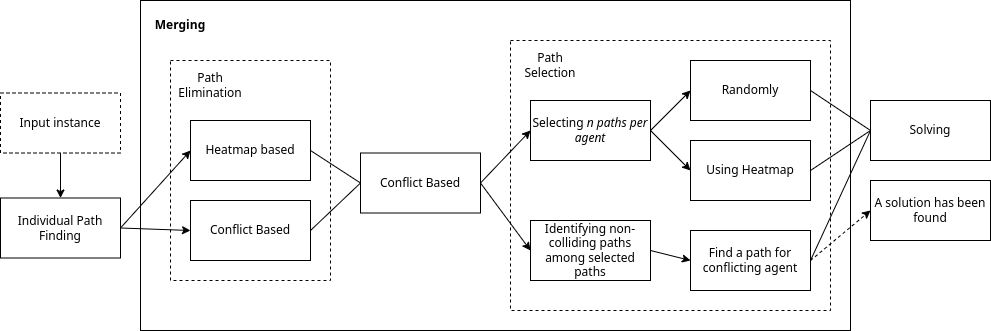 Merging
Input instance
Individual Path
Finding
Path
Elimination
Heatmap based
Conflict Based
Conflict Based
Path
Selection
Selecting n paths per
agent
Randomly
Using Heatmap
Identifying non-
colliding paths
among selected
paths
Find a path for
conflicting agent
Solving
A solution has been
found